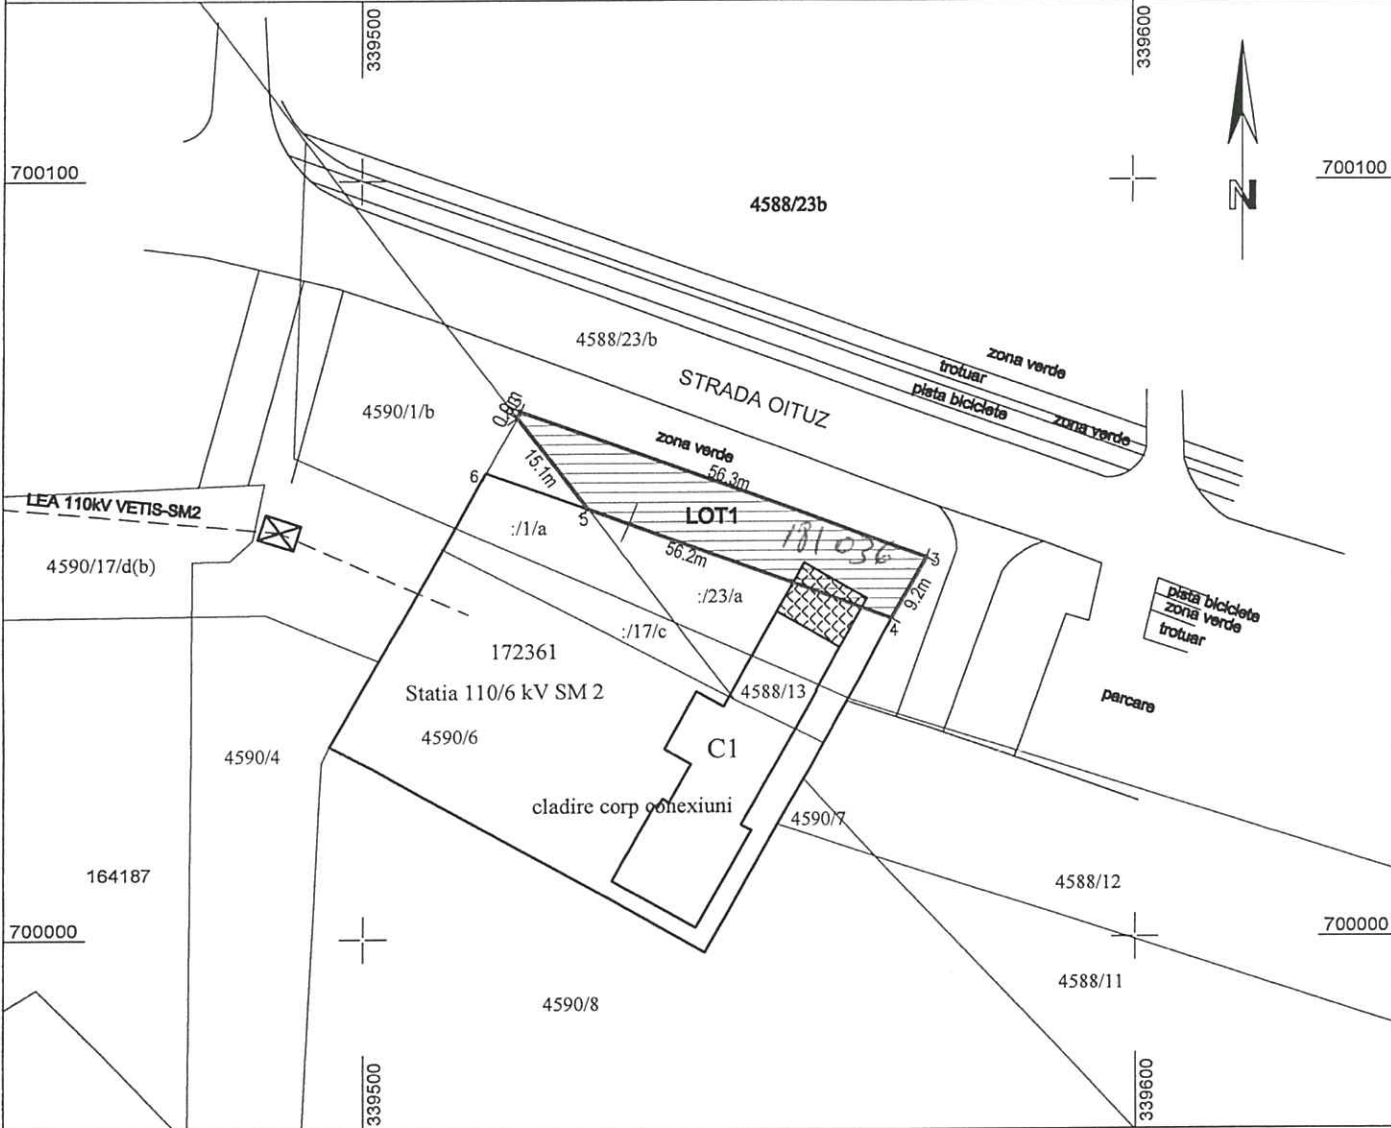 339500
339600
700100
700100
N
4588/23b
4588/23/b
zona verde
trotuar
pista biciclete
zona verde
STRADA OITUZ
4590/1/b
0.8m
zona verde
56.3m
15.1m
6
LEA 110kV VETIS-SM2
5
LOT1
:/1/a
181 036
56.2m
3
4590/17/d(b)
9.2m
:/23/a
pista biciclete
zona verde
trotuar
4
:/17/c
172361
4588/13
Statia 110/6 kV SM 2
parcare
4590/6
C1
4590/4
cladire corp conexiuni
4590/7
164187
4588/12
700000
700000
4588/11
4590/8
339500
339600